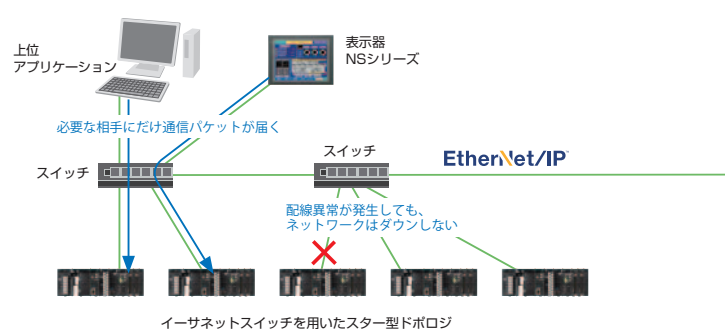 上位
アプリケーション
表示器
NSシリーズ
必要な相手にだけ通信パケットが届く
スイッチ
スイッチ
EtherNet/IP
配線異常が発生しても、
ネットワークはダウンしない
イーサネットスイッチを用いたスター型ドポロジ